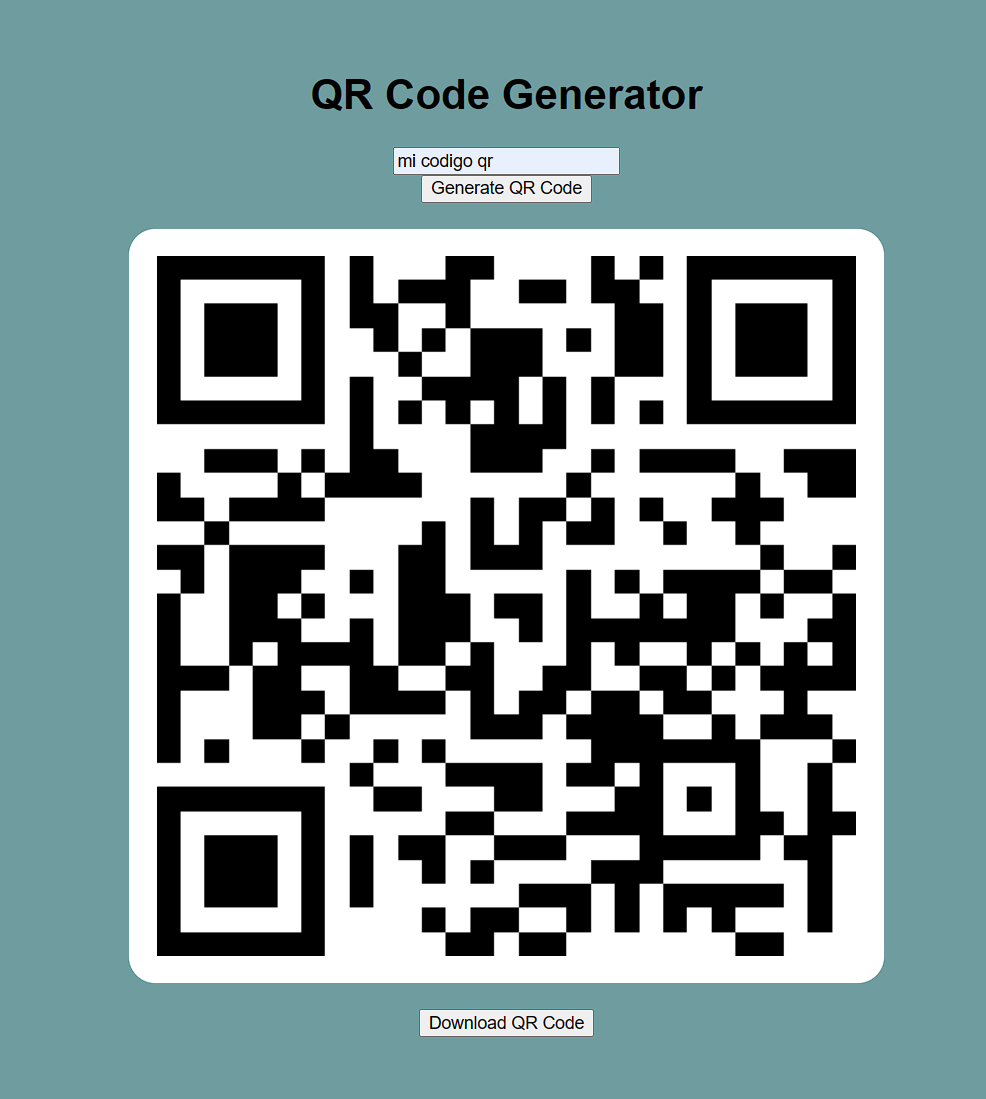 QR Code Generator
mi codigo qr
Generate QR Code
Download QR Code